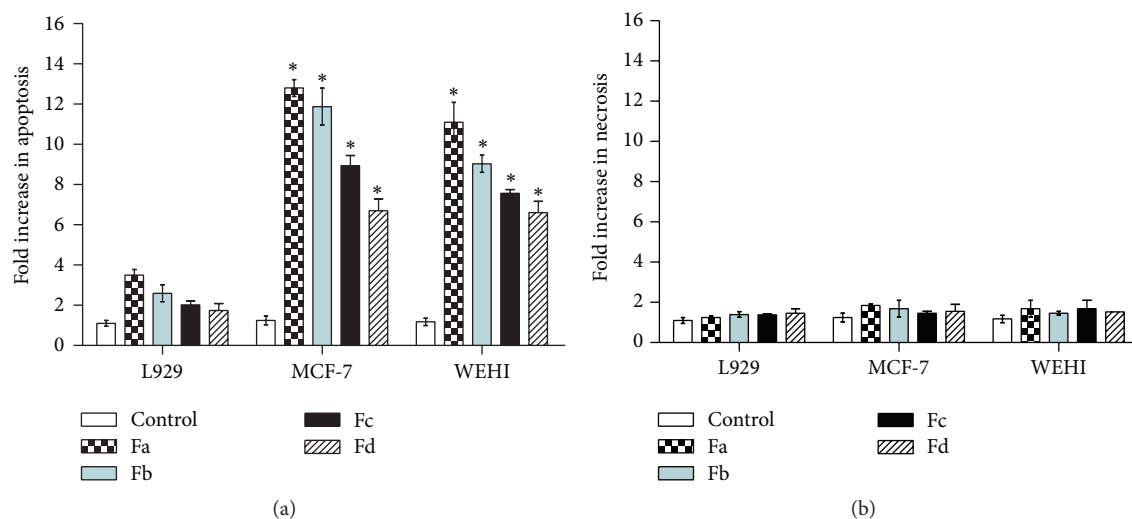 Fold increase in apoptosis
16
14
12
10
8
6
4
2
0
* * * *
* * * *
L929 MCF-7 WEHI
Control Fc
Fa Fd
Fb
(a)
Fold increase in necrosis
16
14
12
10
8
6
4
2
0
L929 MCF-7 WEHI
Control Fc
Fa Fd
Fb
(b)